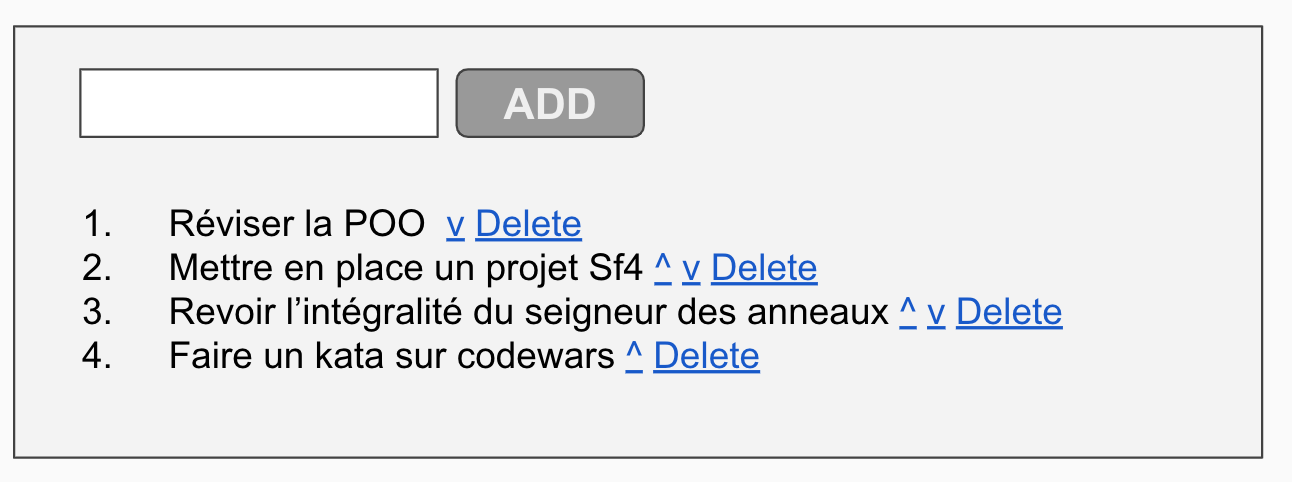 ADD
1. Réviser la POO v Delete
2. Mettre en place un projet Sf4 ^ v Delete
3. Revoir l’intégralité du seigneur des anneaux ^ v Delete
4. Faire un kata sur codewars ^ Delete